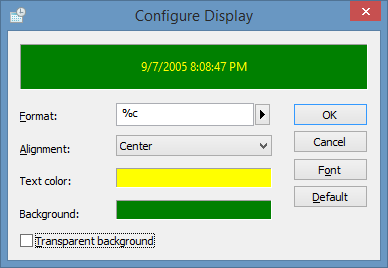 Configure Display
9/7/2005 8:08:47 PM
Format:
%c
OK
Alignment:
Center
Cancel
Text color:
Font
Background:
Default
Transparent background